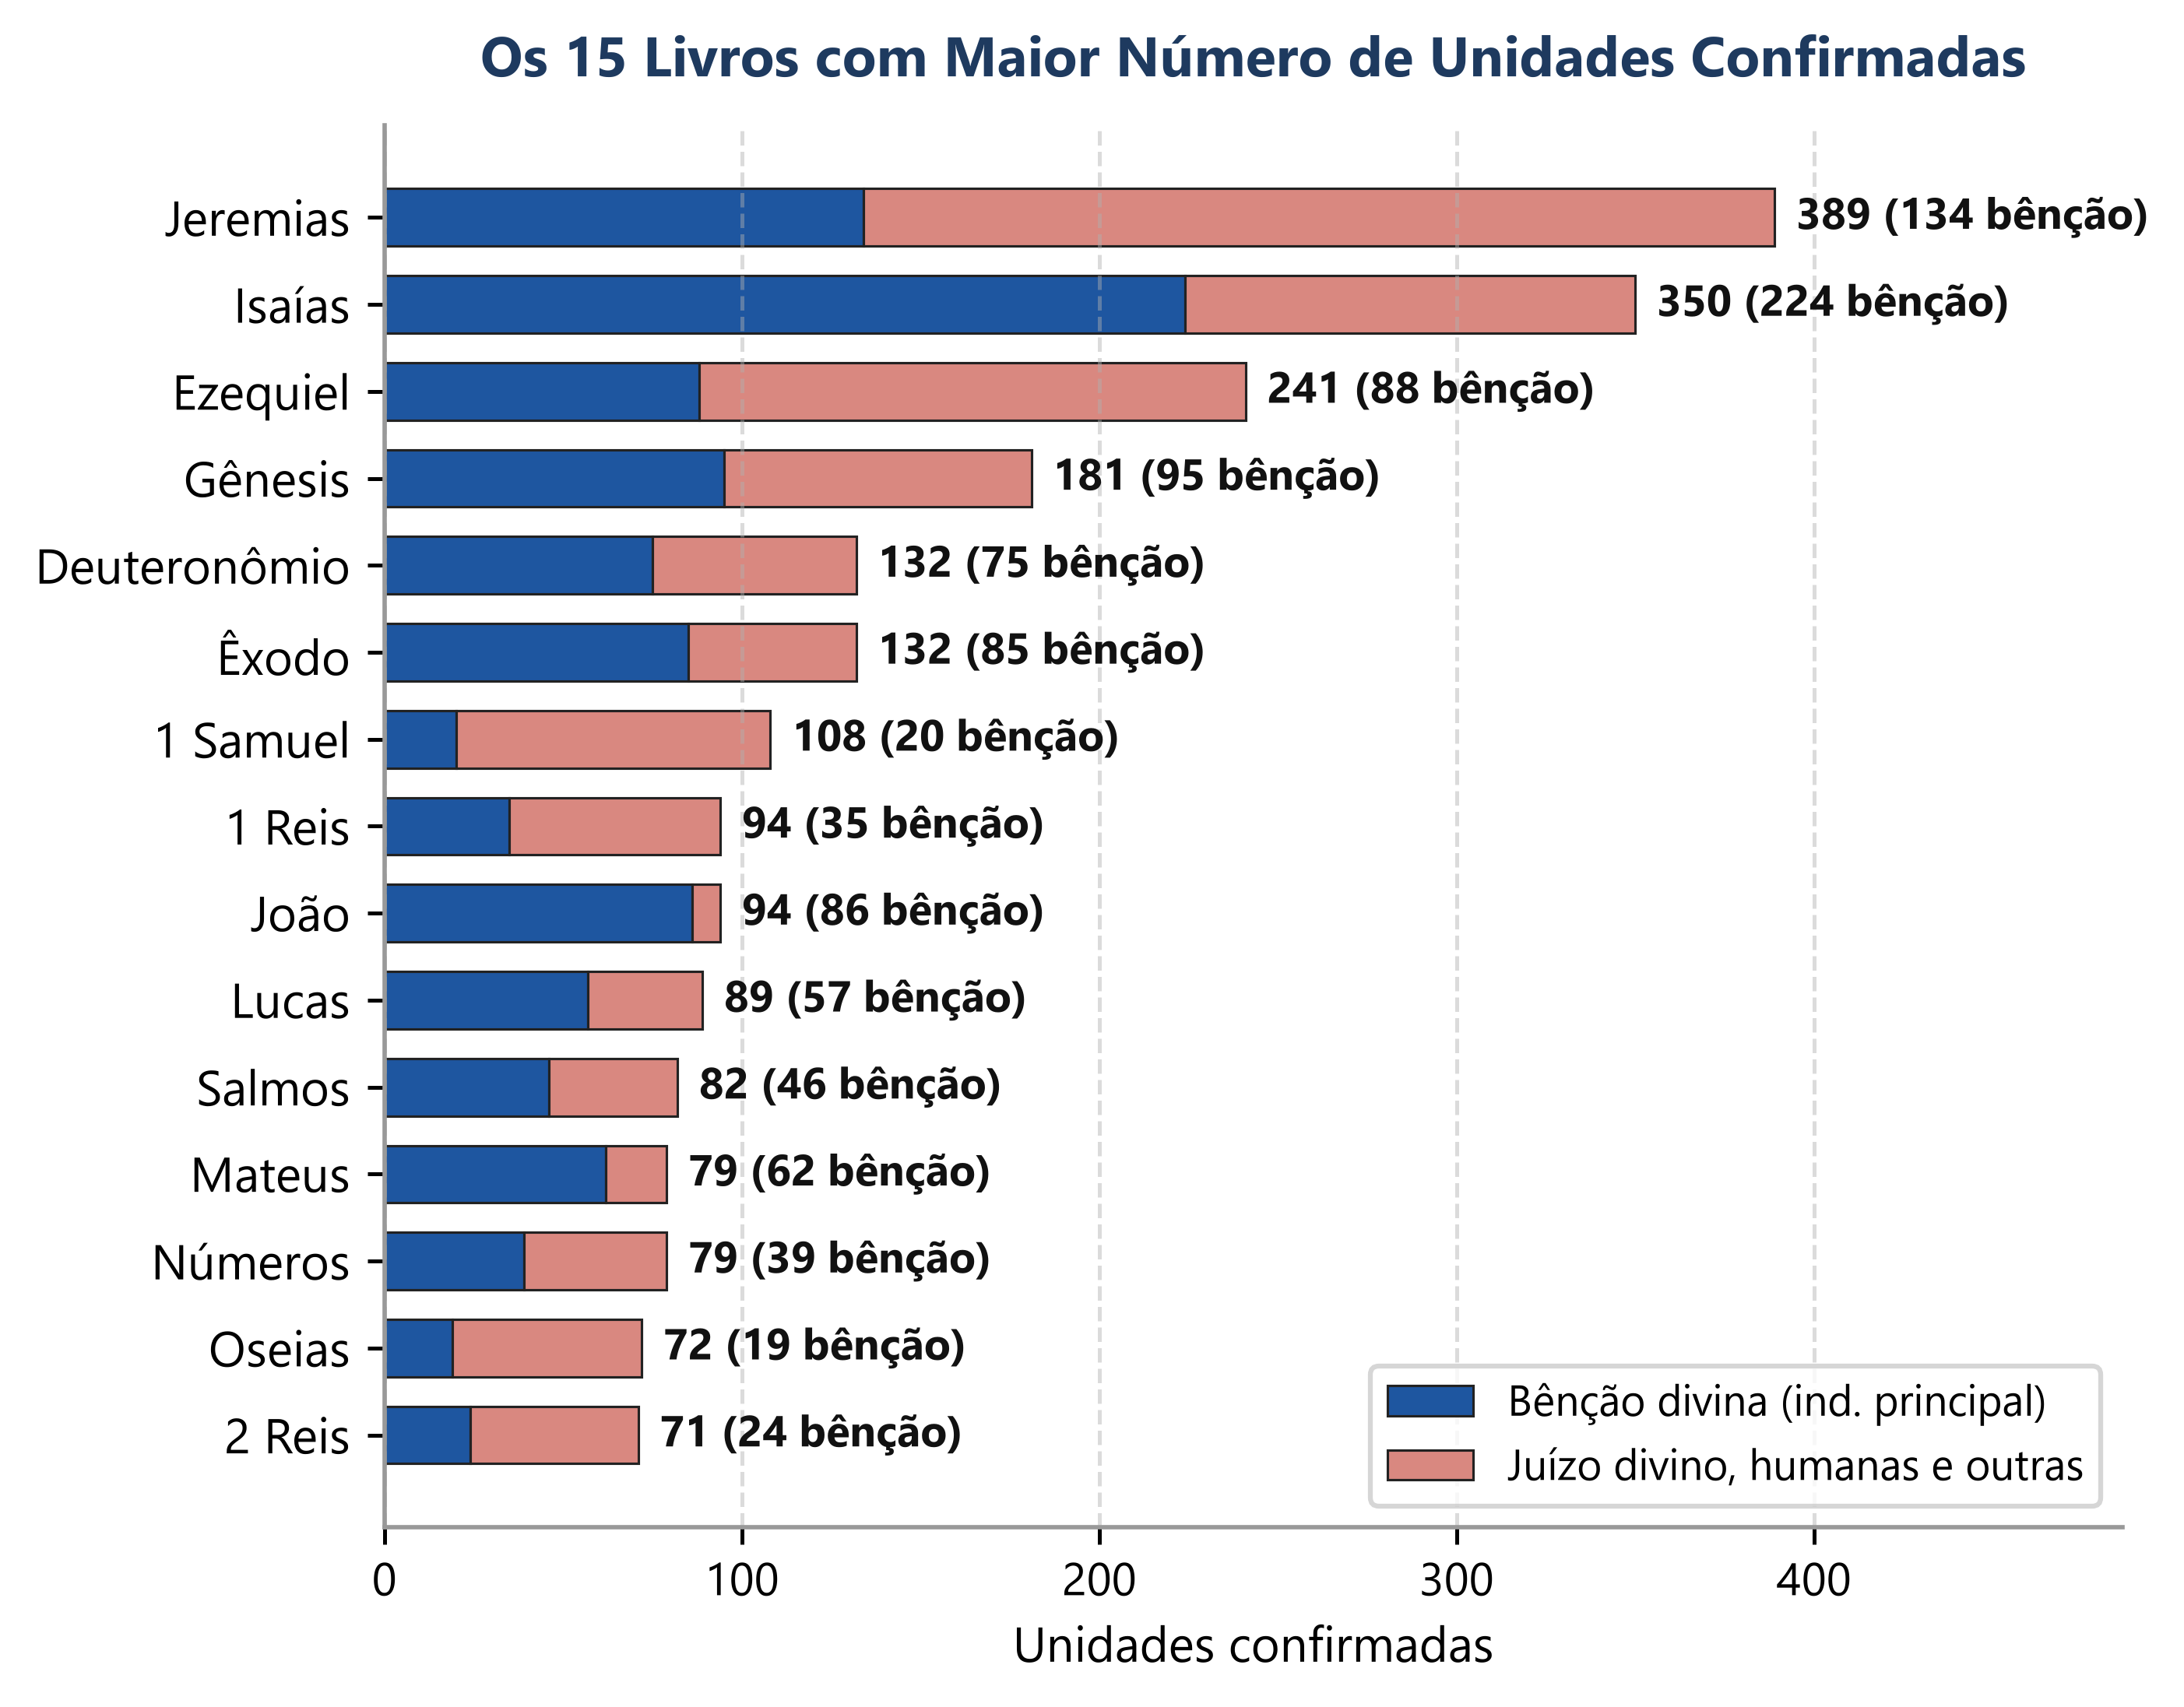 Os 15 Livros com Maior Número de Unidades Confirmadas
Jeremias 389 (134 bênção)
Isaías 350 (224 bênção)
Ezequiel 241 (88 bênção)
Gênesis 181 (95 bênção)
Deuteronômio 132 (75 bênção)
Êxodo 132 (85 bênção)
1 Samuel 108 (20 bênção)
1 Reis 94 (35 bênção)
João 94 (86 bênção)
Lucas 89 (57 bênção)
Salmos 82 (46 bênção)
Mateus 79 (62 bênção)
Números 79 (39 bênção)
Oseias 72 (19 bênção)
2 Reis 71 (24 bênção)
Bênção divina (ind. principal)
Juízo divino, humanas e outras
0 100 200 300 400
Unidades confirmadas